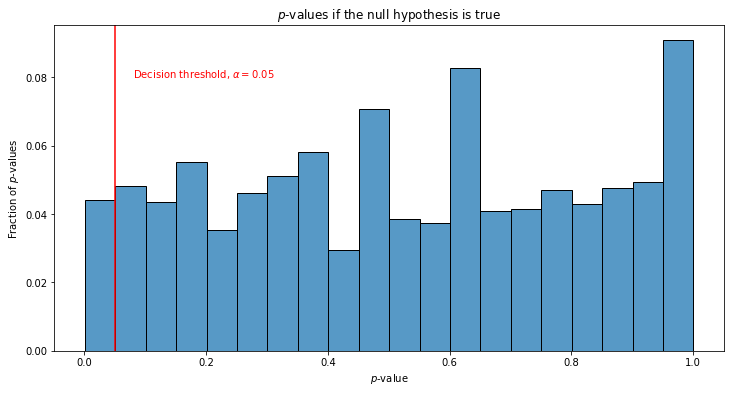 p-values if the null hypothesis is true
Decision threshold, α = 0.05
Fraction of p-values
0.08
0.06
0.04
0.02
0.00
0.0 0.2 0.4 0.6 0.8 1.0
p-value